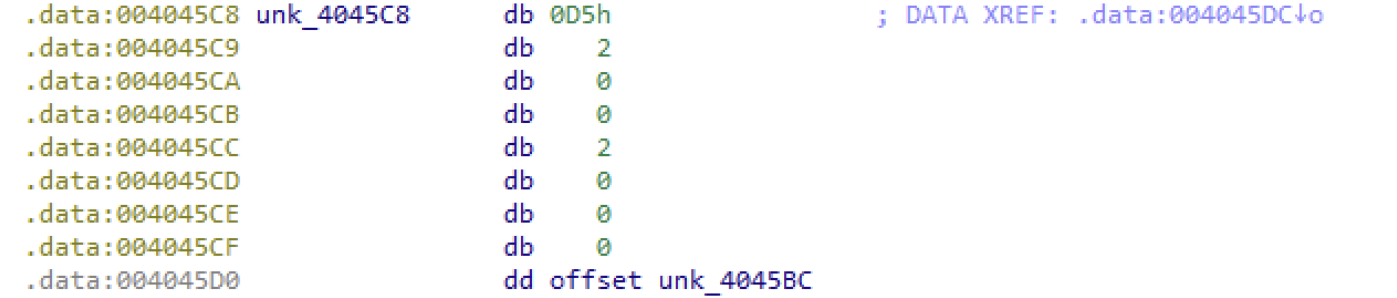 .data:004045C8 unk_4045C8 db 0D5h ; DATA XREF: .data:004045DC↓o
.data:004045C9 db 2
.data:004045CA db 0
.data:004045CB db 0
.data:004045CC db 2
.data:004045CD db 0
.data:004045CE db 0
.data:004045CF db 0
.data:004045D0 dd offset unk_4045BC